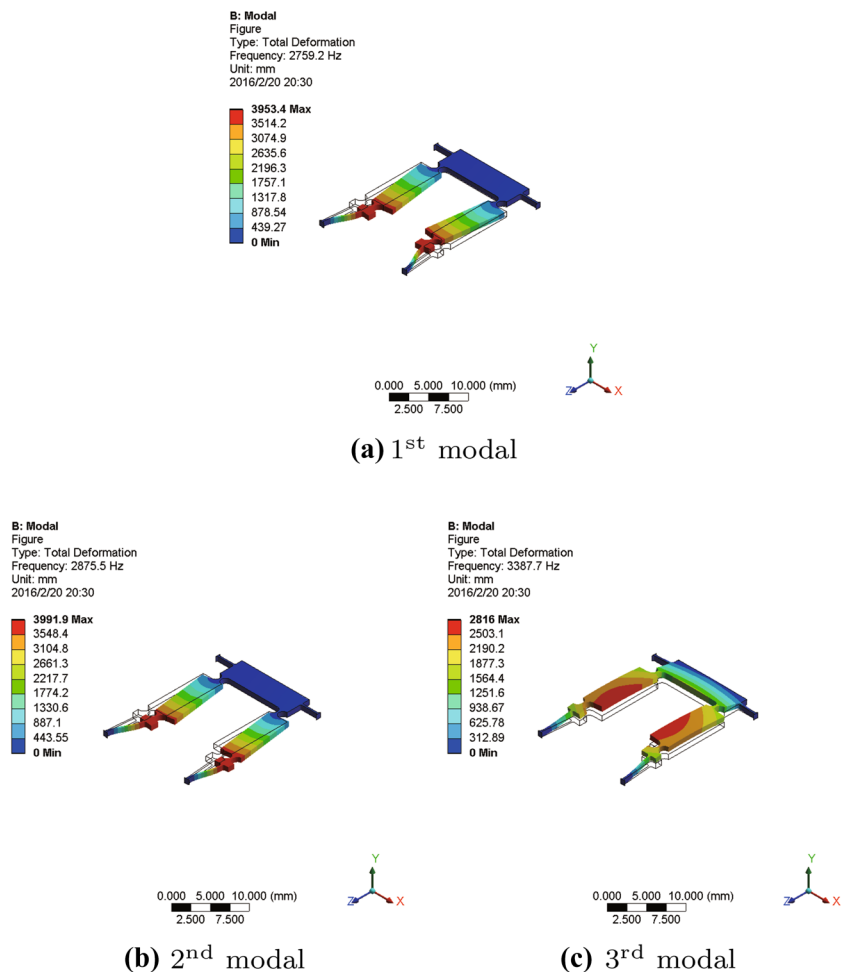 B: Modal
Figure
Type: Total Deformation
Frequency: 2759.2 Hz
Unit: mm
2016/2/20 20:30
3953.4 Max
3514.2
3074.9
2635.6
2196.3
1757.1
1317.8
878.54
439.27
0 Min
0.000 5.000 10.000 (mm)
2.500 7.500
Y
Z X
(a) 1st modal
B: Modal
Figure
Type: Total Deformation
Frequency: 2875.5 Hz
Unit: mm
2016/2/20 20:30
3991.9 Max
3548.4
3104.8
2661.3
2217.7
1774.2
1330.6
887.1
443.55
0 Min
0.000 5.000 10.000 (mm)
2.500 7.500
Y
Z X
(b) 2nd modal
B: Modal
Figure
Type: Total Deformation
Frequency: 3387.7 Hz
Unit: mm
2016/2/20 20:30
2816 Max
2503.1
2190.2
1877.3
1564.4
1251.6
938.67
625.78
312.89
0 Min
0.000 5.000 10.000 (mm)
2.500 7.500
Y
Z X
(c) 3rd modal